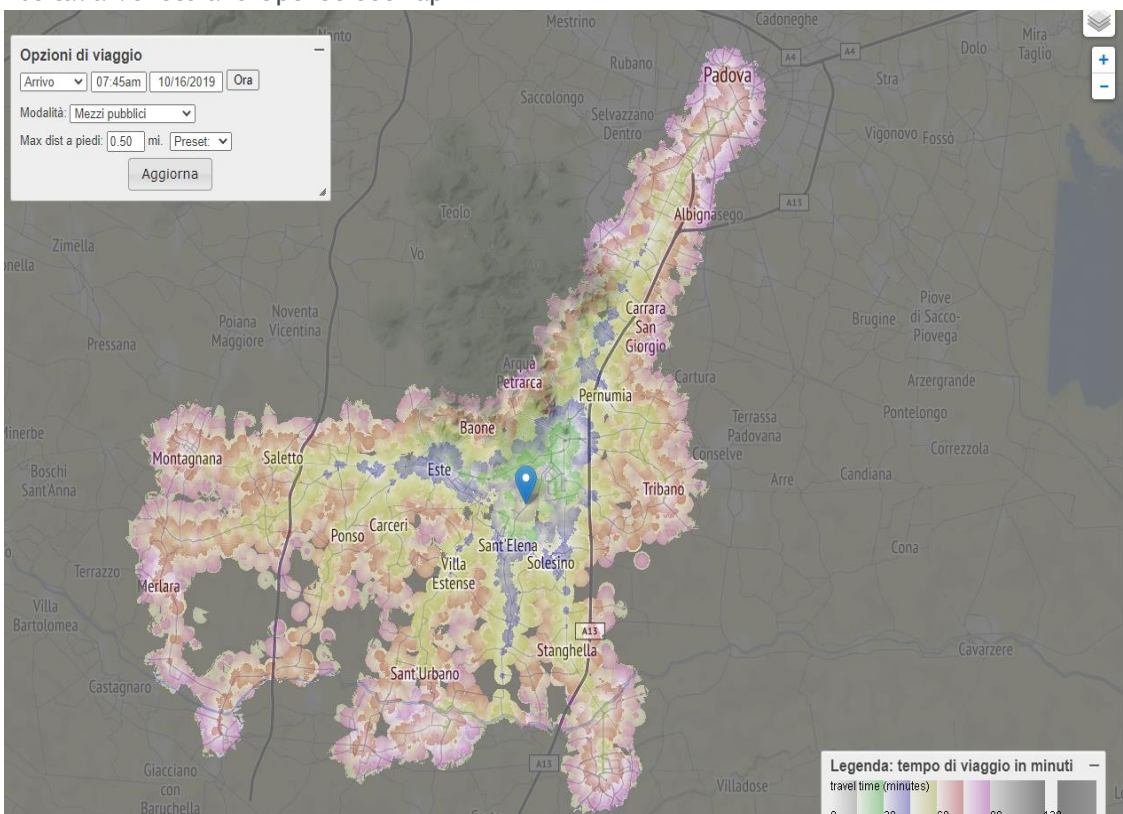 Opzioni di viaggio
Arrivo 07:45am 10/16/2019 Ora
Modalità: Mezzi pubblici
Max dist a piedi: 0.50 mi. Preset:
Aggiorna
+
−
Mestrino
Cadoneghe
Rubano
Padova
A4
A4
Dolo
Mira
Taglio
Stra
Saccolongo
Selvazzano
Dentro
Vigonovo Fossò
Teolo
Albignasego
A13
Zimella
Vo
Noventa
Vicentina
Poiana
Maggiore
Pressana
Carrara
San
Giorgio
Piove
di Sacco-
Piovega
Brugine
Arquà
Petrarca
Cartura
Arzergrande
Pernumia
Terrassa
Padovana
Pontelongo
Baone
Correzzola
Montagnana
Saletto
Este
Conselve
Boschi
Sant'Anna
Tribano
Arre
Candiana
Ponso
Carceri
Sant'Elena
Solesino
Cona
Villa
Estense
Terrazzo
Merlara
Villa
Bartolomea
A13
Stanghella
Cavarzere
Sant'Urbano
Castagnaro
A13
Giacciano
con
Baruchella
Villadose
Legenda: tempo di viaggio in minuti
travel time (minutes)